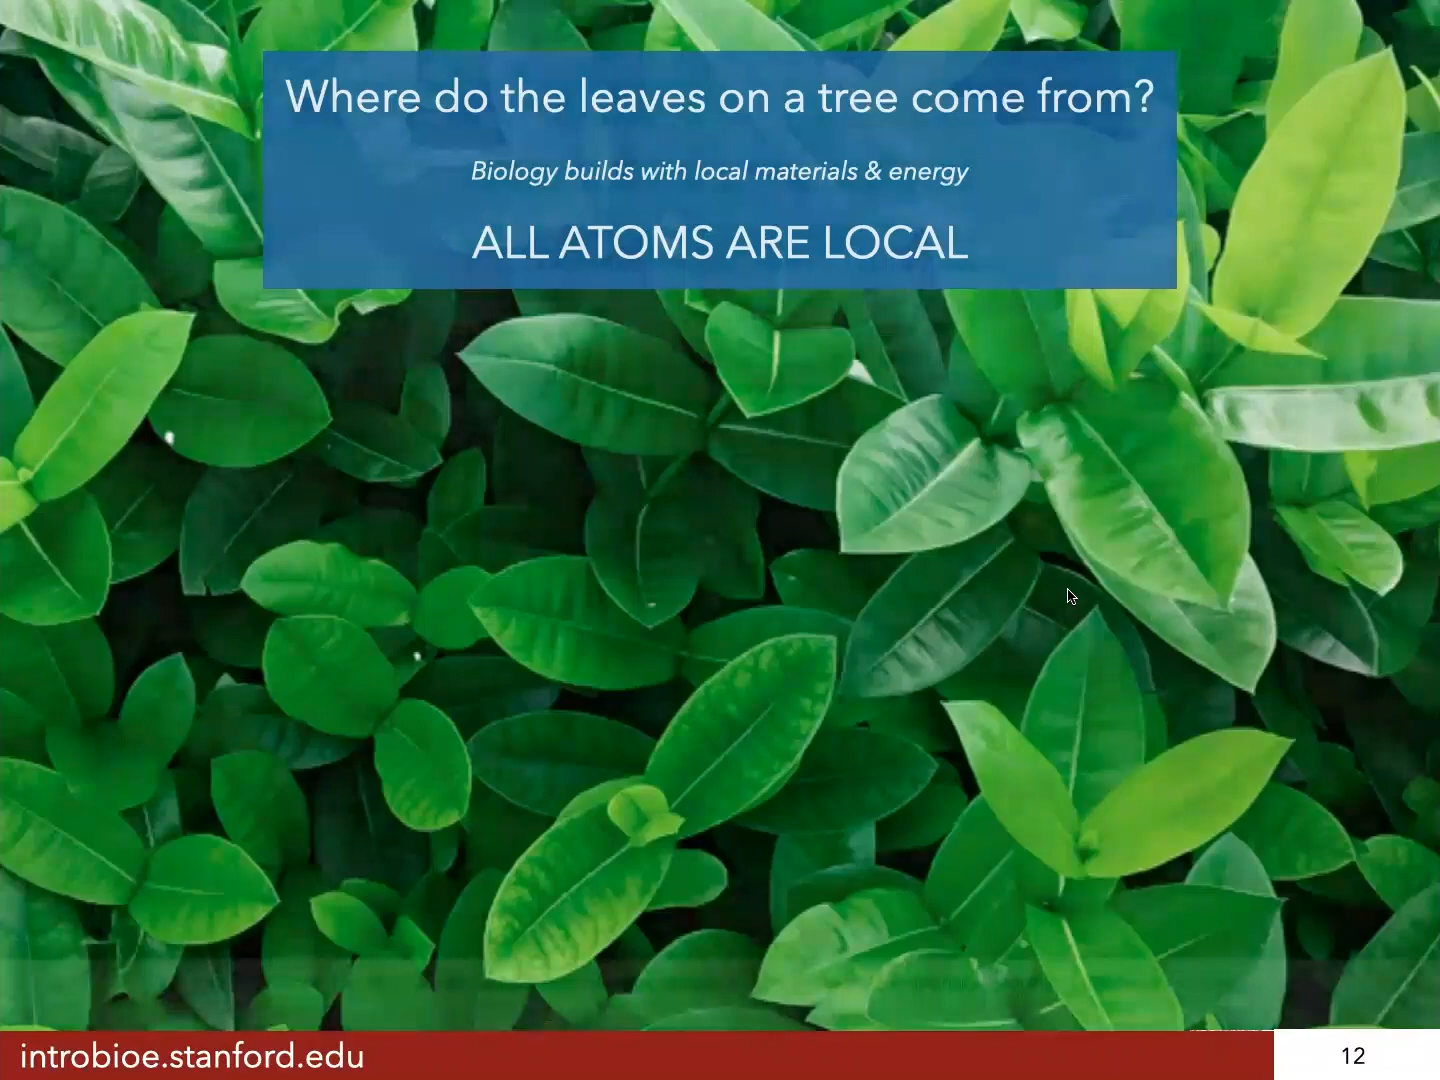 Where do the leaves on a tree come from?
Biology builds with local materials & energy
ALL ATOMS ARE LOCAL
introbioe.stanford.edu
12